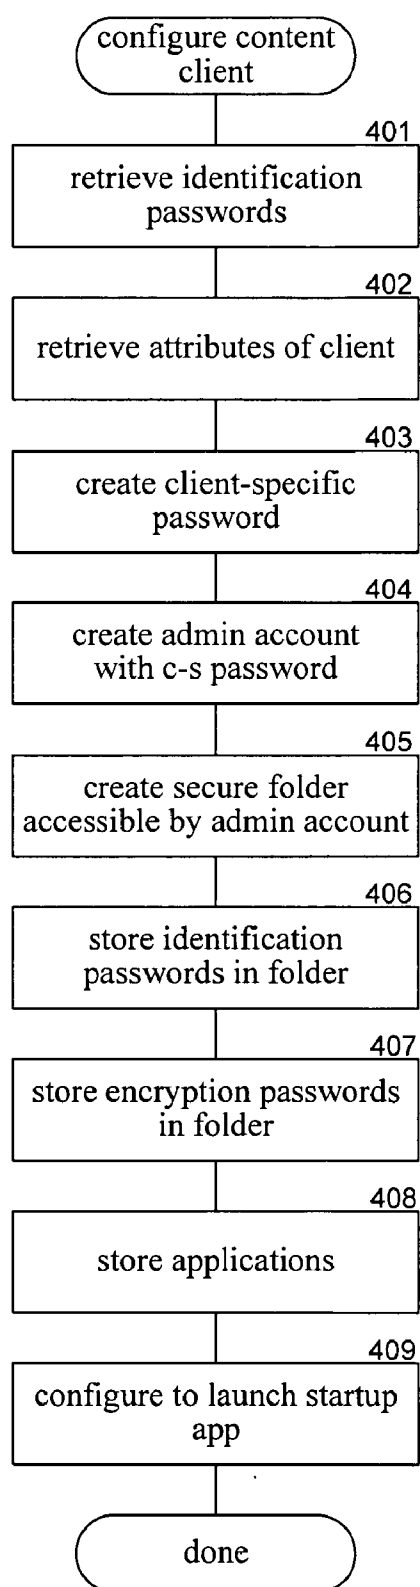 configure content
client
401
retrieve identification
passwords
402
retrieve attributes of client
403
create client-specific
password
404
create admin account
with c-s password
405
create secure folder
accessible by admin account
406
store identification
passwords in folder
407
store encryption passwords
in folder
408
store applications
409
configure to launch startup
app
done